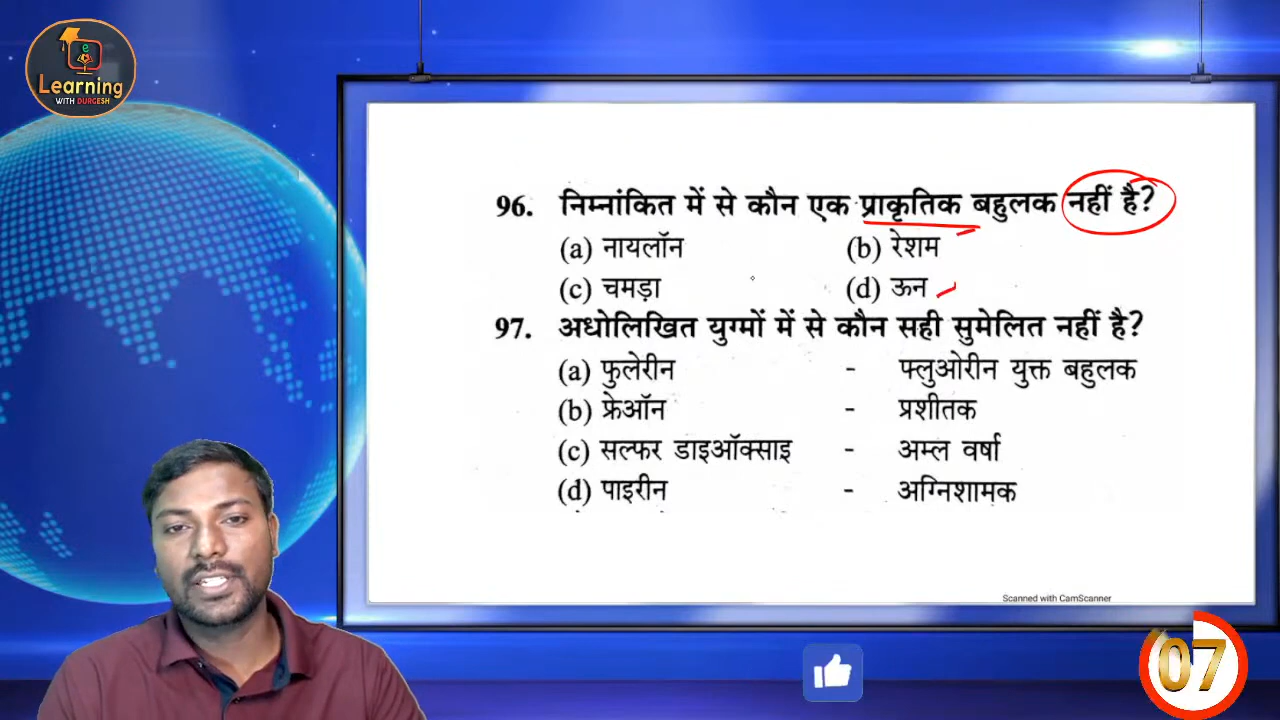 e
Learning
WITH DURGESH
96. निम्नांकित में से कौन एक प्राकृतिक बहुलक नहीं है?
(a) नायलॉन (b) रेशम
(c) चमड़ा (d) ऊन
97. अधोलिखित युग्मों में से कौन सही सुमेलित नहीं है?
(a) फुलेरीन - फ्लुओरीन युक्त बहुलक
(b) फ्रेऑन - प्रशीतक
(c) सल्फर डाइऑक्साइ - अम्ल वर्षा
(d) पाइरीन - अग्निशामक
Scanned with CamScanner
07